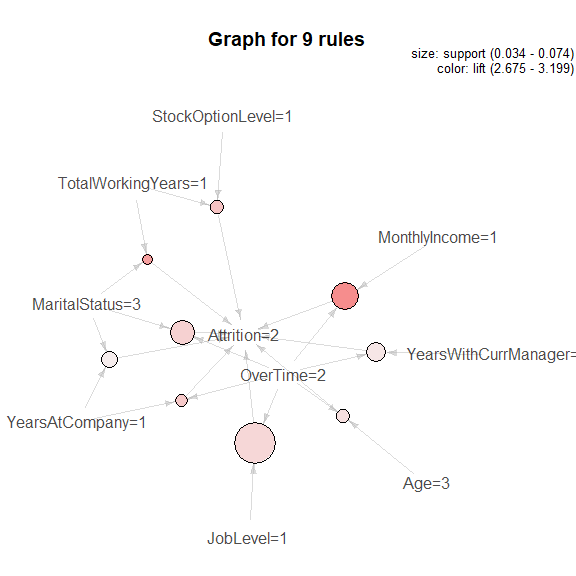 Graph for 9 rules
size: support (0.034 - 0.074)
color: lift (2.675 - 3.199)
StockOptionLevel=1
TotalWorkingYears=1
MonthlyIncome=1
MaritalStatus=3
Attrition=2
YearsWithCurrManager=
OverTime=2
YearsAtCompany=1
Age=3
JobLevel=1